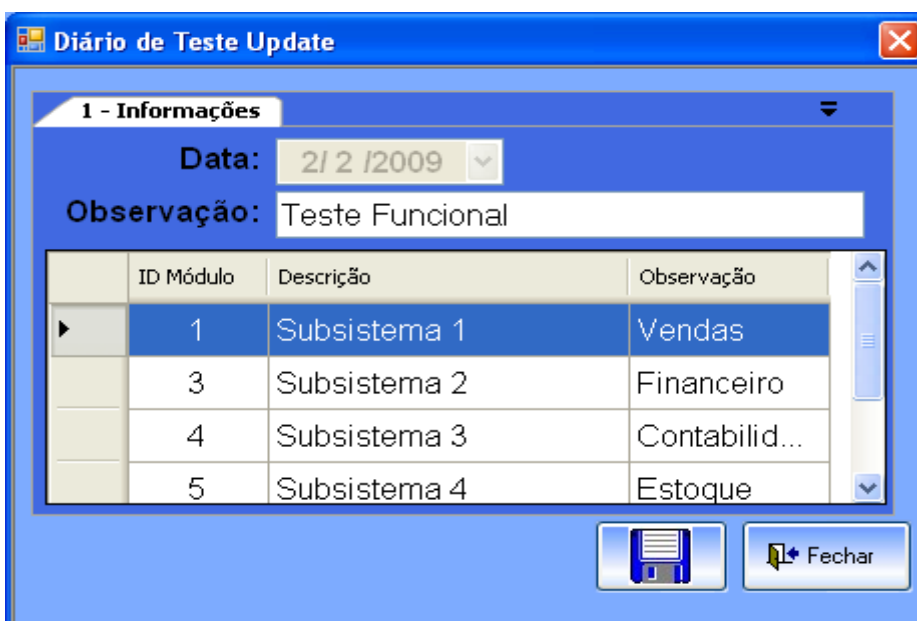 Diário de Teste Update
1 - Informações
Data: 2/ 2 /2009
Observação: Teste Funcional
ID Módulo Descrição Observação
1 Subsistema 1 Vendas
3 Subsistema 2 Financeiro
4 Subsistema 3 Contabilid...
5 Subsistema 4 Estoque
Fechar